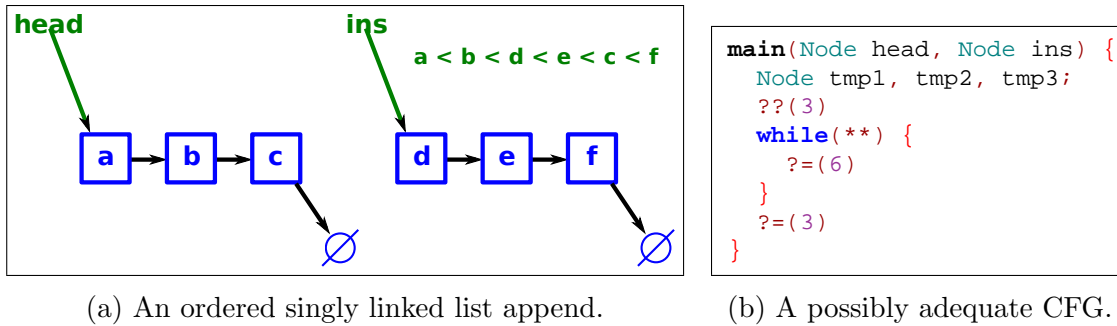 head
ins
a < b < d < e < c < f
a b c d e f
∅ ∅
main(Node head, Node ins) {
Node tmp1, tmp2, tmp3;
??(3)
while(**) {
?=(6)
}
?=(3)
}
(a) An ordered singly linked list append.
(b) A possibly adequate CFG.